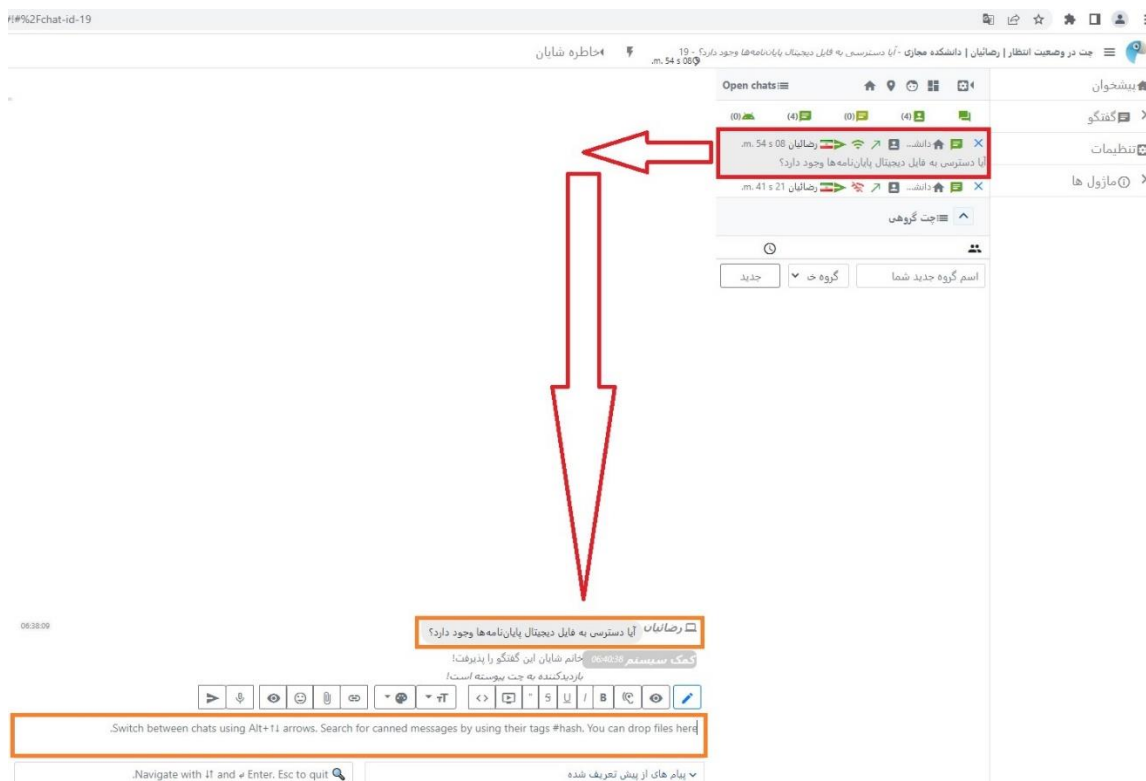 #!#%2Fchat-id-19
چت در وضعیت انتظار | رضائیان | دانشکده مجازی - آیا دسترسی به فایل دیجیتال پایان‌نامه‌ها وجود دارد؟ - 19
08 s 54 m.
خاطره شایان
پیشخوان
گفتگو
تنظیمات
ماژول ها
Open chats
(4) (0) (4) (0)
دانش... رضائیان 08 s 54 m.
آیا دسترسی به فایل دیجیتال پایان‌نامه‌ها وجود دارد؟
دانش... رضائیان 21 s 41 m.
چت گروهی
اسم گروه جدید شما
گروه خـ
جدید
رضائیان آیا دسترسی به فایل دیجیتال پایان‌نامه‌ها وجود دارد؟
06:38:09
کمک سیستم 06:40:36 خانم شایان این گفتگو را پذیرفت!
بازدیدکننده به چت پیوسته است!
B I U S " <>
Switch between chats using Alt+↑↓ arrows. Search for canned messages by using their tags #hash. You can drop files here.
پیام های از پیش تعریف شده
Navigate with ↓↑ and ↲ Enter. Esc to quit.